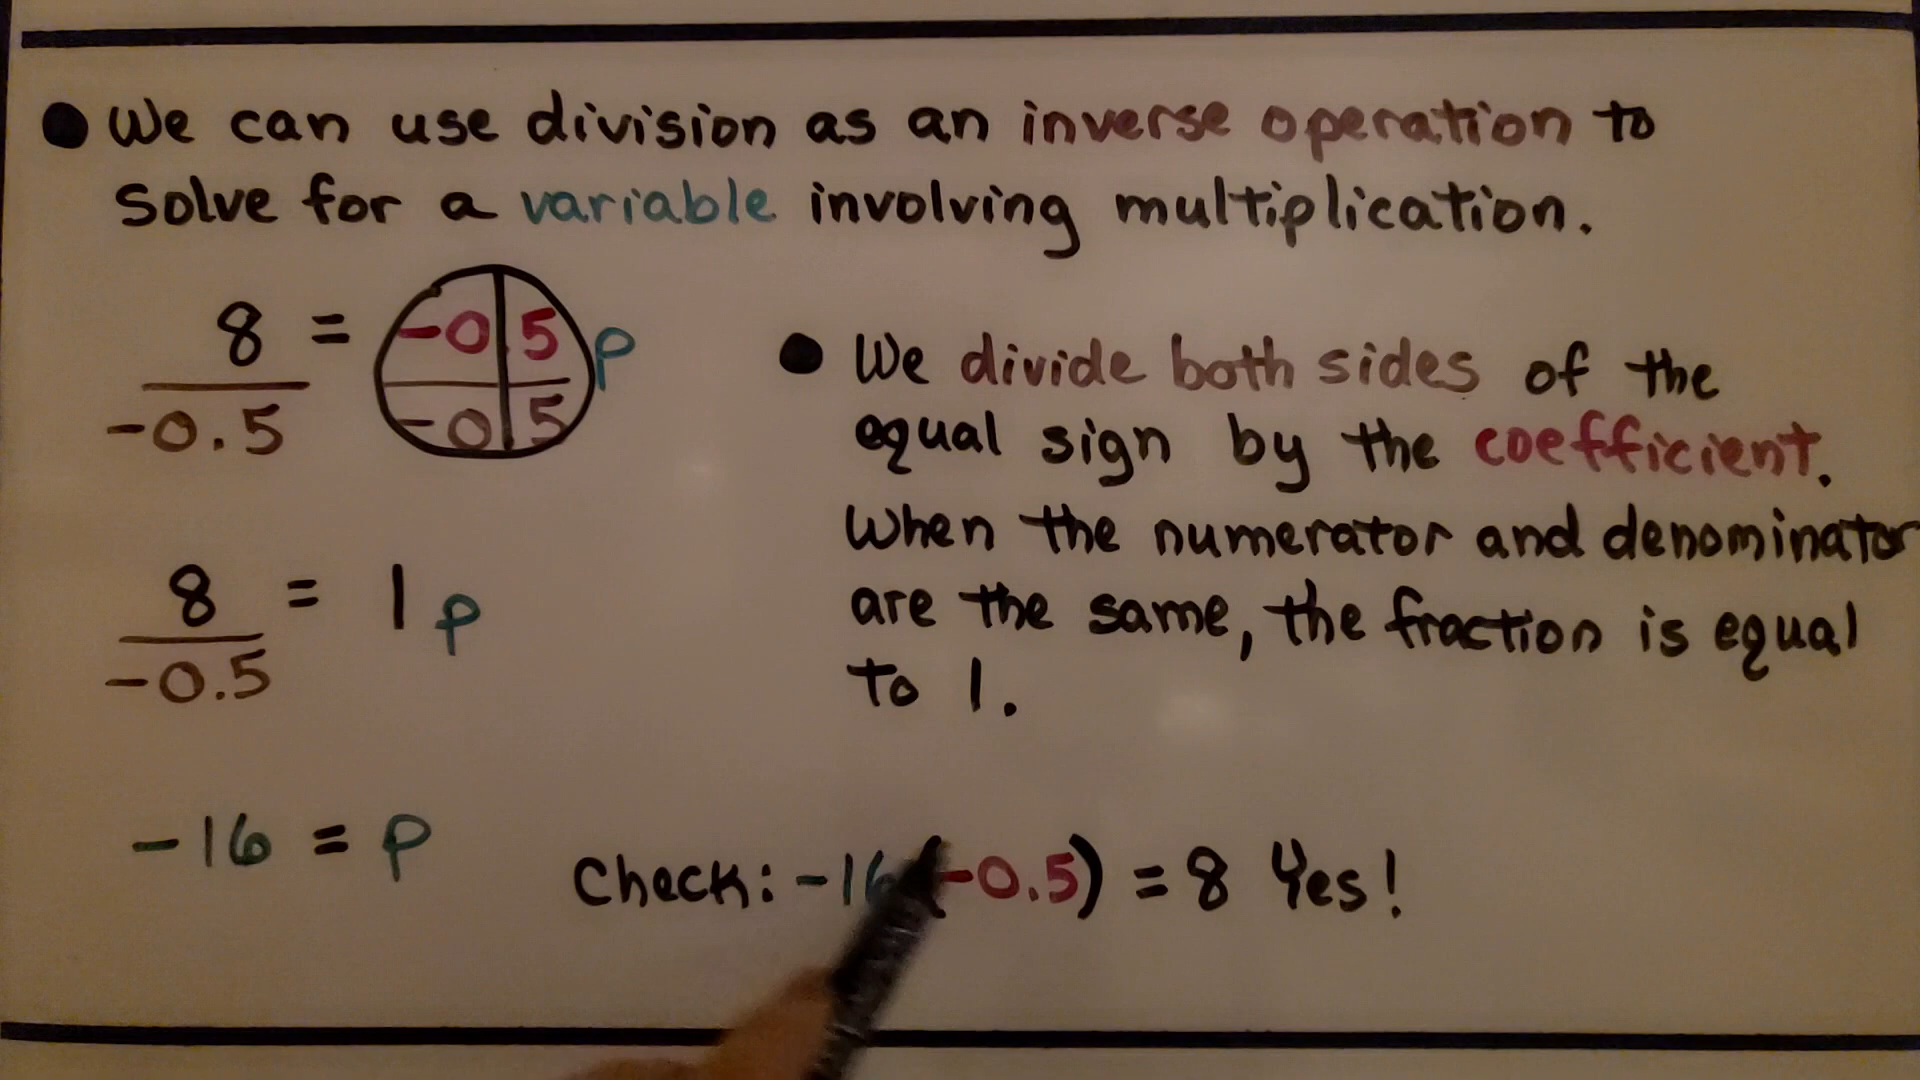 ● We can use division as an inverse operation to
solve for a variable involving multiplication.
8 = -0.5 p
-0.5 -0.5
● We divide both sides of the
equal sign by the coefficient.
When the numerator and denominator
are the same, the fraction is equal
to 1.
8 = 1p
-0.5
-16 = p
Check: -16(-0.5) = 8 Yes!